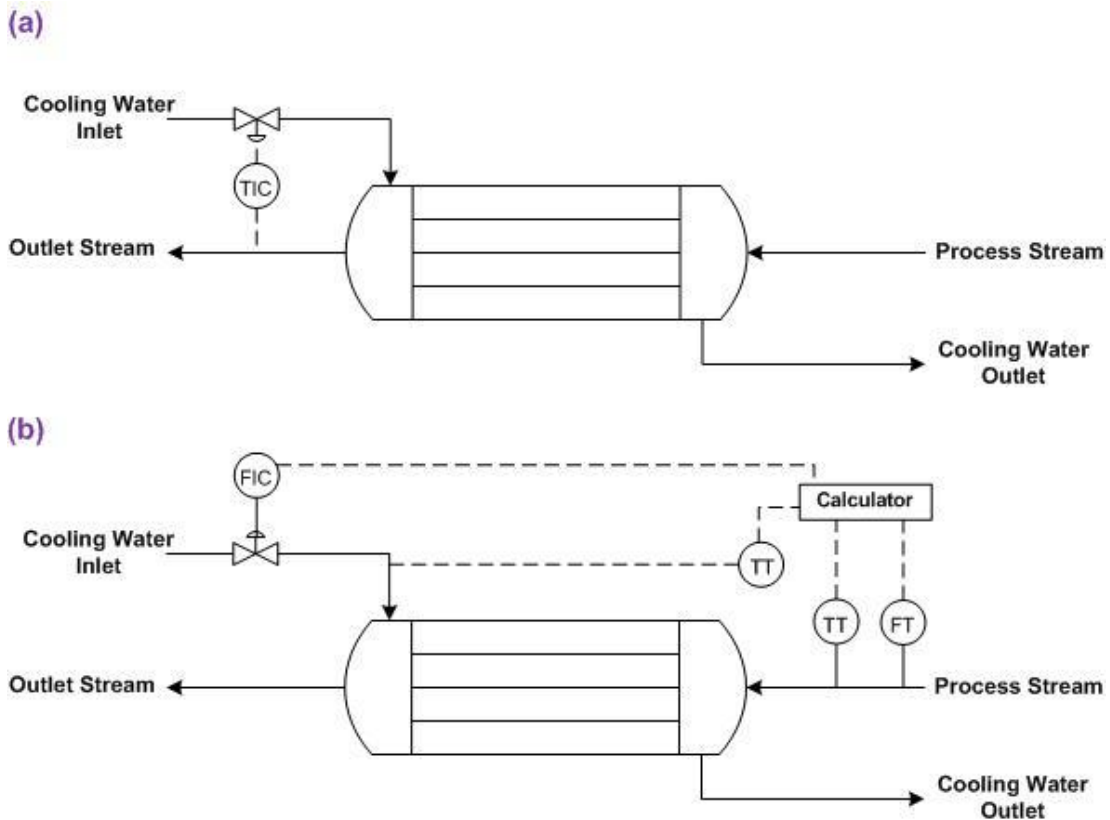 (a)
Cooling Water
Inlet
TIC
Outlet Stream
Process Stream
Cooling Water
Outlet
(b)
FIC
Calculator
Cooling Water
Inlet
TT
TT
FT
Outlet Stream
Process Stream
Cooling Water
Outlet